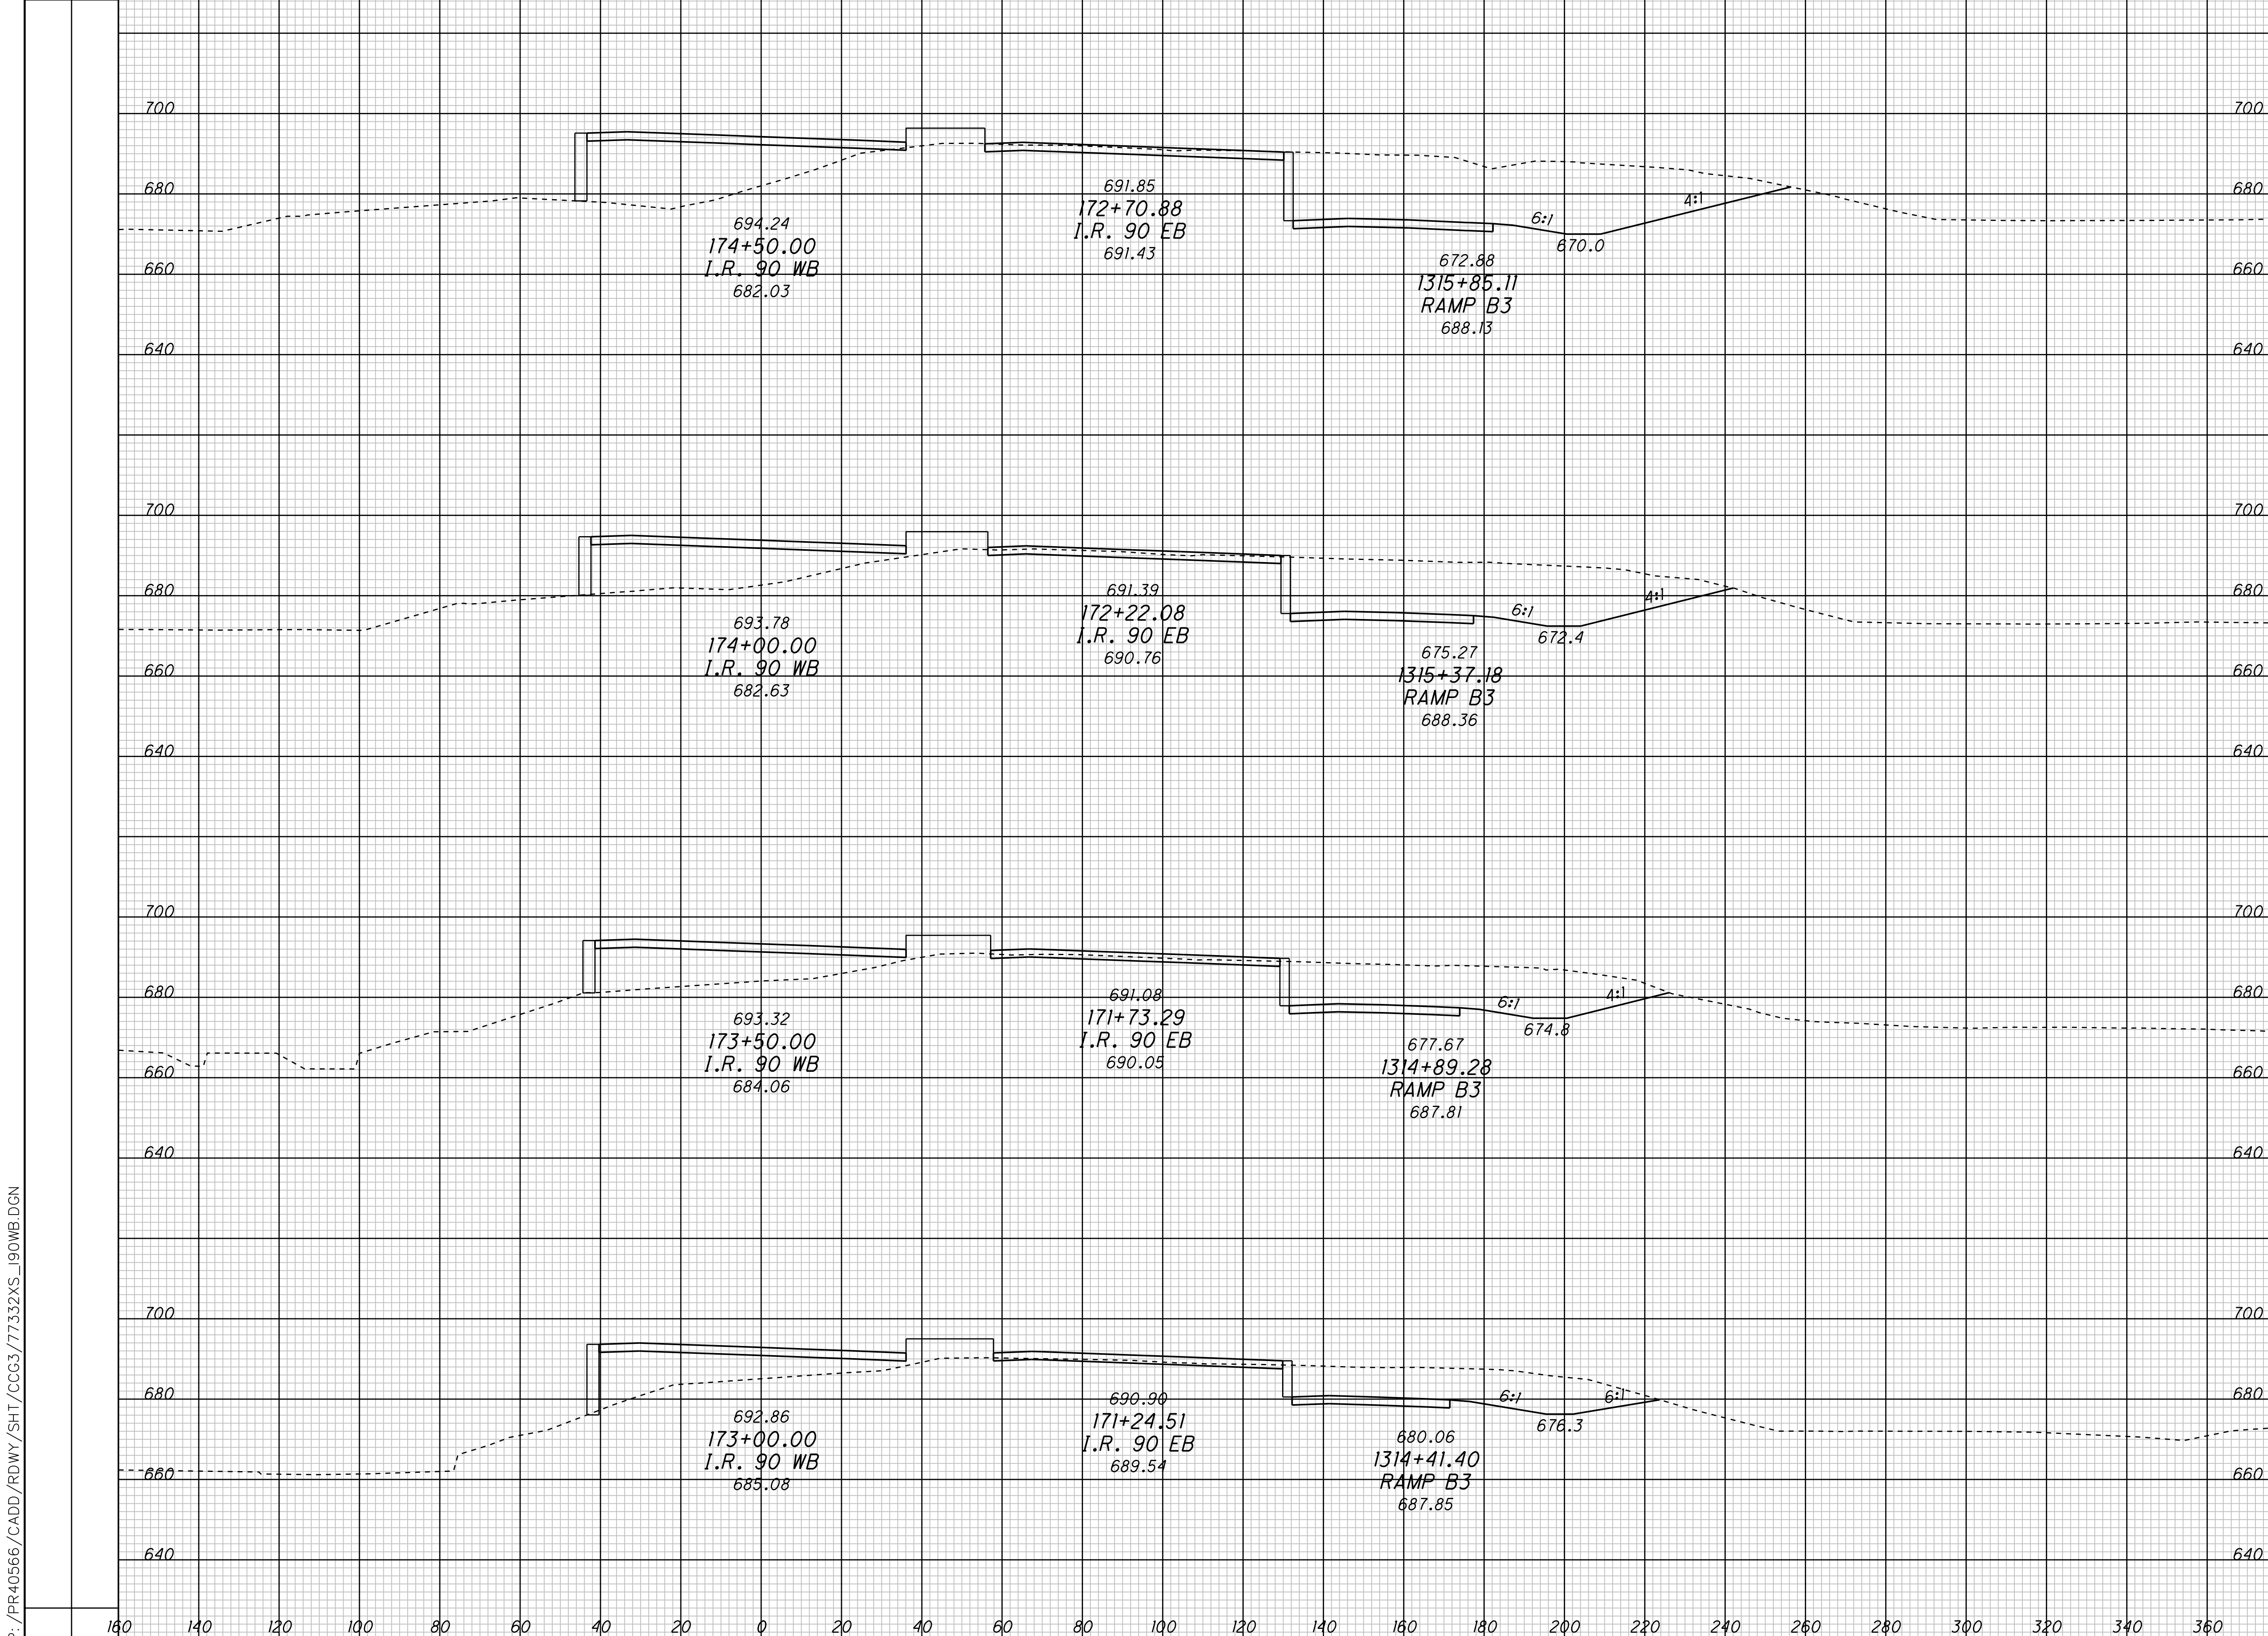 700 700
691.85
680 4:1 680
172+70.88
6:1
694.24
I.R. 90 EB
174+50.00
670.0
691.43
672.88
I.R. 90 WB
660 660
1315+85.11
682.03
RAMP B3
688.13
640 640
700 700
680 691.39 4:1 680
172+22.08 6:1
693.78
I.R. 90 EB 672.4
174+00.00
675.27
690.76
I.R. 90 WB
660 1315+37.18 660
682.63
RAMP B3
688.36
640 640
700 700
680 691.08 4:1 680
6:1
693.32
171+73.29
674.8
173+50.00
I.R. 90 EB
677.67
690.05
I.R. 90 WB
1314+89.28
660 660
684.06
RAMP B3
687.81
640 640
700 700
680 690.90 6:1 6:1 680
692.86
171+24.51
676.3
173+00.00 680.06
I.R. 90 EB
1314+41.40
I.R. 90 WB
689.54
660 660
RAMP B3
685.08
687.85
640 640
160 140 120 100 80 60 40 20 0 20 40 60 80 100 120 140 160 180 200 220 240 260 280 300 320 340 360
/PR40566/CADD/RDWY/SHT/CCG3/77332XS_I90WB.DGN